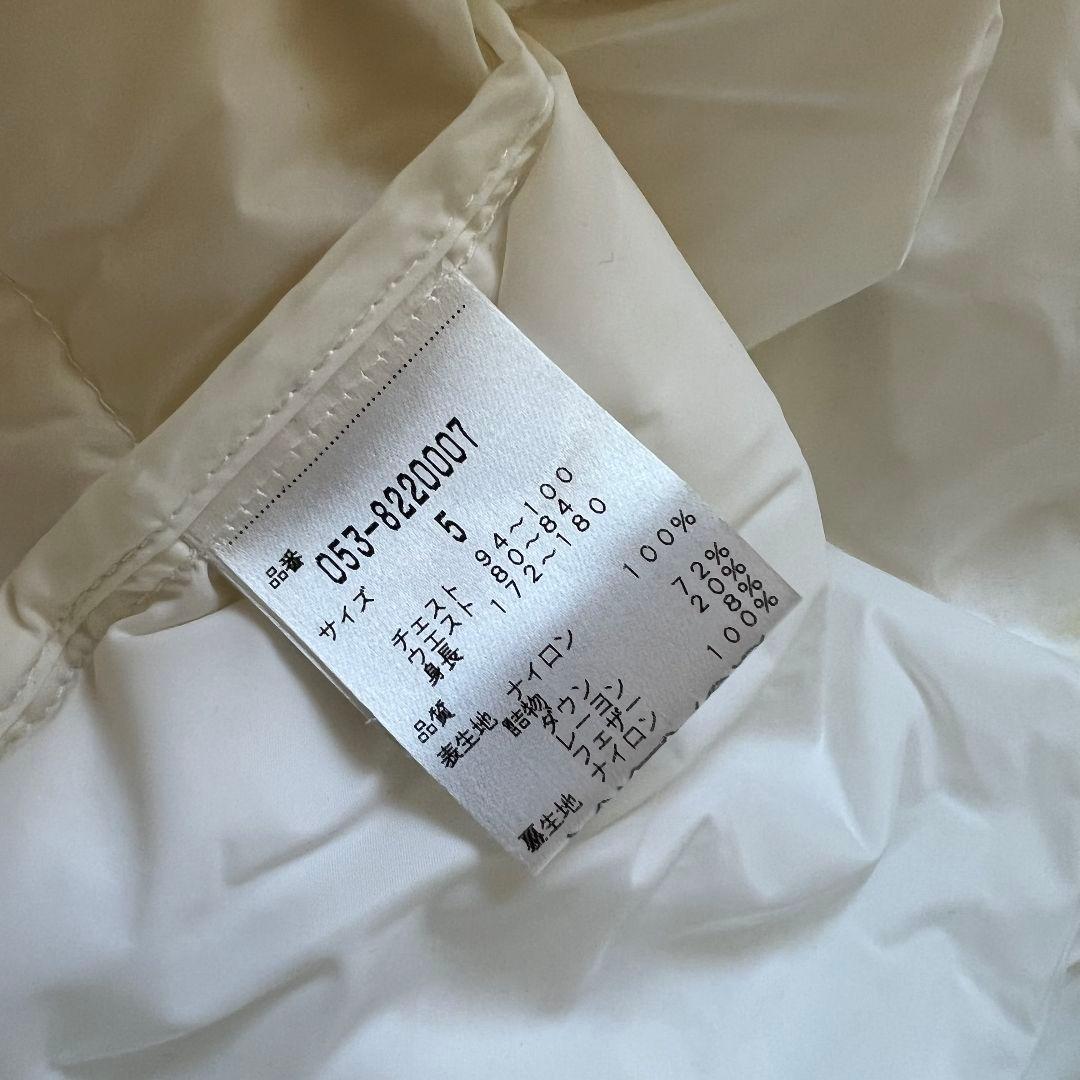 品番 053-8220007
サイズ 5
チェスト 94〜100
ウエスト 80〜84
身長 172〜180
品質
表生地 ナイロン 100%
詰物
ダウン 72%
レーヨン 20%
フェザー 8%
生地 ナイロン 100%